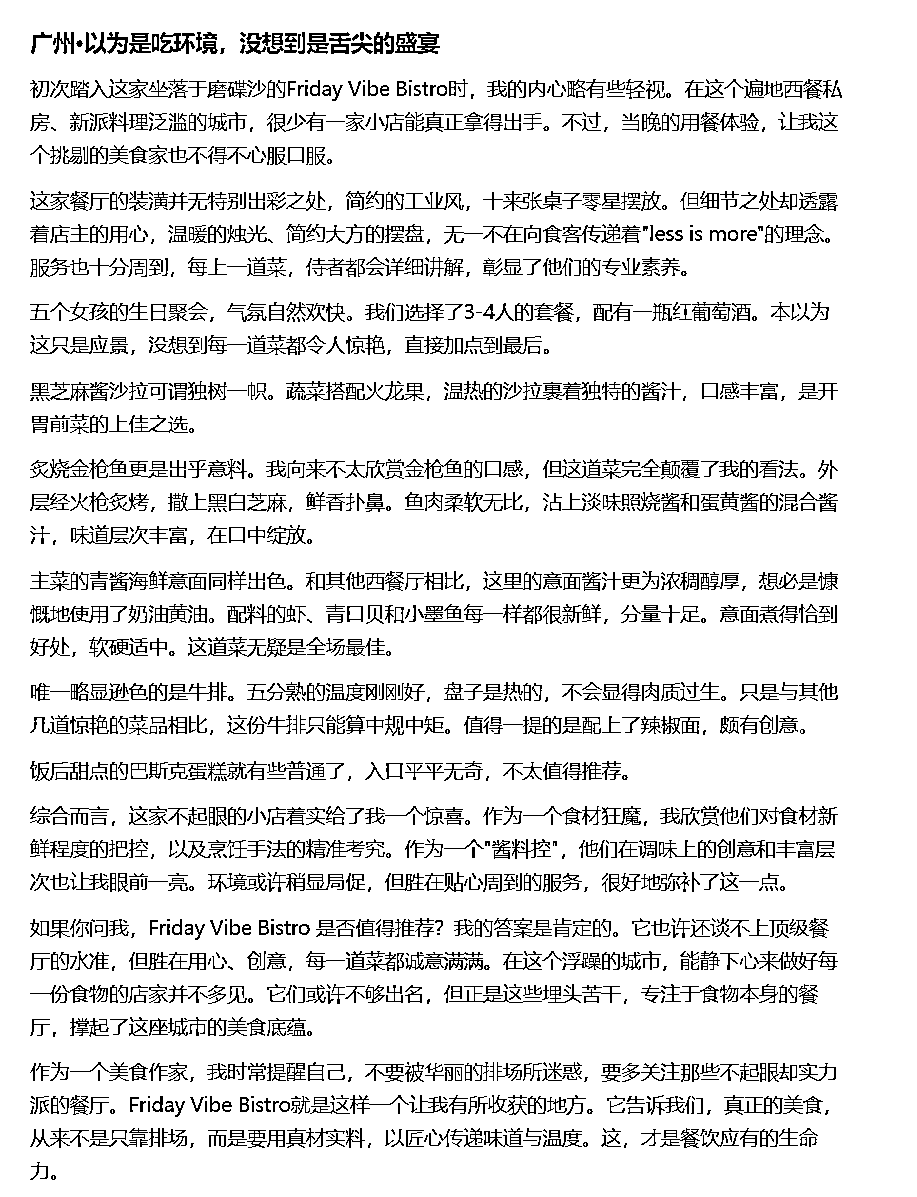 广州·以为是吃环境，没想到是舌尖的盛宴
初次踏入这家坐落于磨碟沙的Friday Vibe Bistro时，我的内心略有些轻视。在这个遍地西餐私
房、新派料理泛滥的城市，很少有一家小店能真正拿得出手。不过，当晚的用餐体验，让我这
个挑剔的美食家也不得不心服口服。
这家餐厅的装潢并无特别出彩之处，简约的工业风，十来张桌子零星摆放。但细节之处却透露
着店主的用心，温暖的烛光、简约大方的摆盘，无一不在向食客传递着"less is more"的理念。
服务也十分周到，每上一道菜，侍者都会详细讲解，彰显了他们的专业素养。
五个女孩的生日聚会，气氛自然欢快。我们选择了3-4人的套餐，配有一瓶红葡萄酒。本以为
这只是应景，没想到每一道菜都令人惊艳，直接加点到最后。
黑芝麻酱沙拉可谓独树一帜。蔬菜搭配火龙果，温热的沙拉裹着独特的酱汁，口感丰富，是开
胃前菜的上佳之选。
炙烧金枪鱼更是出乎意料。我向来不太欣赏金枪鱼的口感，但这道菜完全颠覆了我的看法。外
层经火枪炙烤，撒上黑白芝麻，鲜香扑鼻。鱼肉柔软无比，沾上淡味照烧酱和蛋黄酱的混合酱
汁，味道层次丰富，在口中绽放。
主菜的青酱海鲜意面同样出色。和其他西餐厅相比，这里的意面酱汁更为浓稠醇厚，想必是慷
慨地使用了奶油黄油。配料的虾、青口贝和小墨鱼每一样都很新鲜，分量十足。意面煮得恰到
好处，软硬适中。这道菜无疑是全场最佳。
唯一略显逊色的是牛排。五分熟的温度刚刚好，盘子是热的，不会显得肉质过生。只是与其他
几道惊艳的菜品相比，这份牛排只能算中规中矩。值得一提的是配上了辣椒面，颇有创意。
饭后甜点的巴斯克蛋糕就有些普通了，入口平平无奇，不太值得推荐。
综合而言，这家不起眼的小店着实给了我一个惊喜。作为一个食材狂魔，我欣赏他们对食材新
鲜程度的把控，以及烹饪手法的精准考究。作为一个"酱料控"，他们在调味上的创意和丰富层
次也让我眼前一亮。环境或许稍显局促，但胜在贴心周到的服务，很好地弥补了这一点。
如果你问我，Friday Vibe Bistro 是否值得推荐？我的答案是肯定的。它也许还谈不上顶级餐
厅的水准，但胜在用心、创意，每一道菜都诚意满满。在这个浮躁的城市，能静下心来做好每
一份食物的店家并不多见。它们或许不够出名，但正是这些埋头苦干，专注于食物本身的餐
厅，撑起了这座城市的美食底蕴。
作为一个美食作家，我时常提醒自己，不要被华丽的排场所迷惑，要多关注那些不起眼却实力
派的餐厅。Friday Vibe Bistro就是这样一个让我有所收获的地方。它告诉我们，真正的美食，
从来不是只靠排场，而是要用真材实料，以匠心传递味道与温度。这，才是餐饮应有的生命
力。